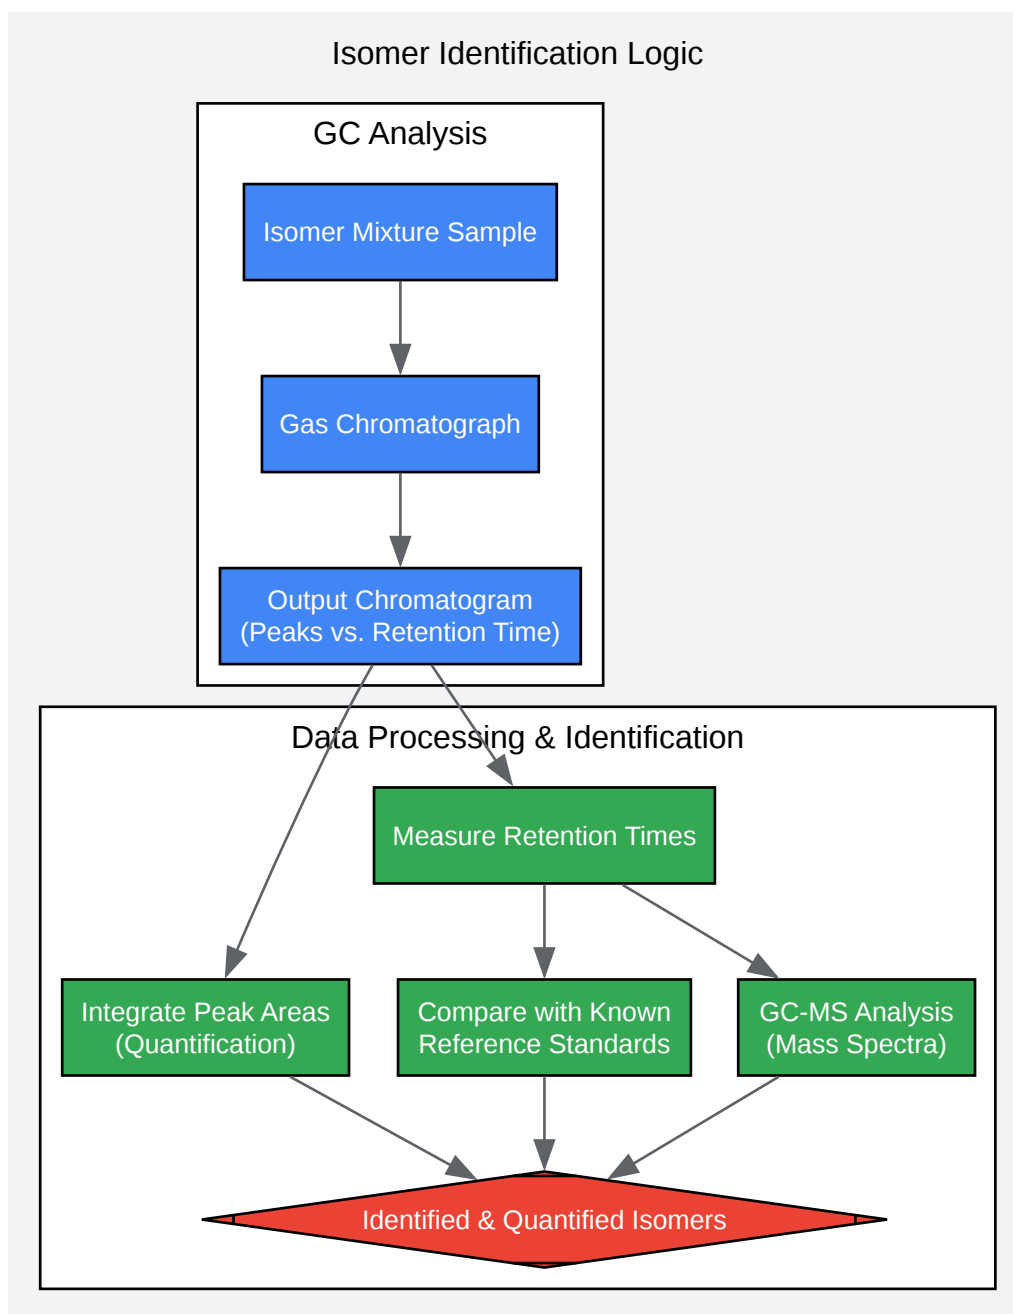 Isomer Identification Logic
GC Analysis
Isomer Mixture Sample
Gas Chromatograph
Output Chromatogram
(Peaks vs. Retention Time)
Data Processing & Identification
Measure Retention Times
Integrate Peak Areas
(Quantification)
Compare with Known
Reference Standards
GC-MS Analysis
(Mass Spectra)
Identified & Quantified Isomers